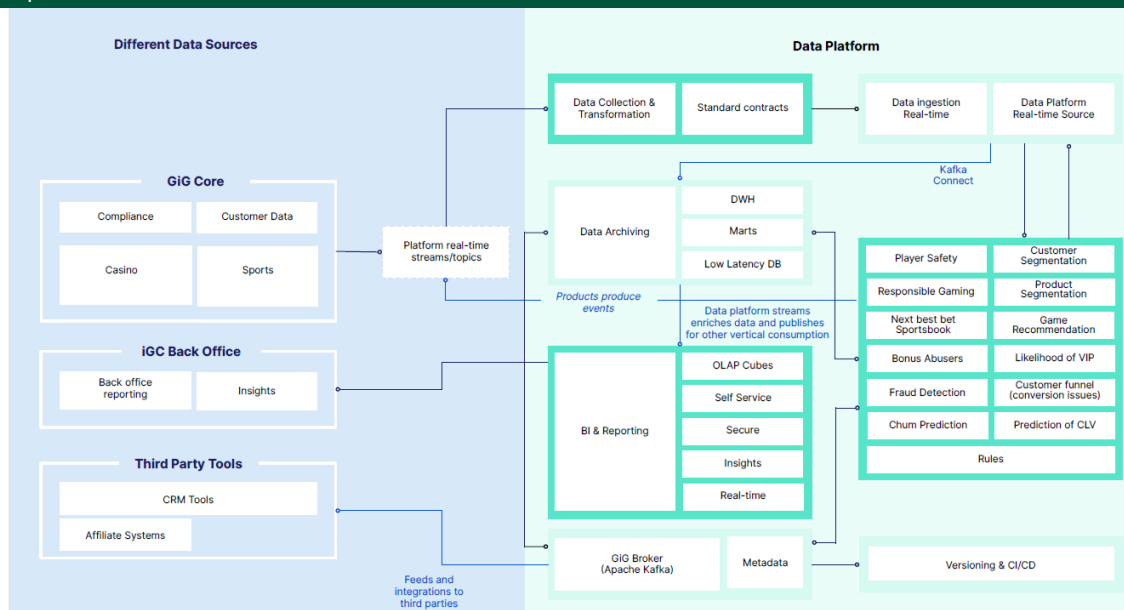 Different Data Sources
Data Platform
GiG Core
Compliance
Customer Data
Casino
Sports
iGC Back Office
Back office
reporting
Insights
Third Party Tools
CRM Tools
Affiliate Systems
Platform real-time
streams/topics
Feeds and
integrations to
third parties
Data Collection &
Transformation
Standard contracts
Data ingestion
Real-time
Data Platform
Real-time Source
Kafka
Connect
Data Archiving
DWH
Marts
Low Latency DB
Products produce
events
Data platform streams
enriches data and publishes
for other vertical consumption
BI & Reporting
OLAP Cubes
Self Service
Secure
Insights
Real-time
GiG Broker
(Apache Kafka)
Metadata
Player Safety
Customer
Segmentation
Responsible Gaming
Product
Segmentation
Next best bet
Sportsbook
Game
Recommendation
Bonus Abusers
Likelihood of VIP
Fraud Detection
Customer funnel
(conversion issues)
Chum Prediction
Prediction of CLV
Rules
Versioning & CI/CD